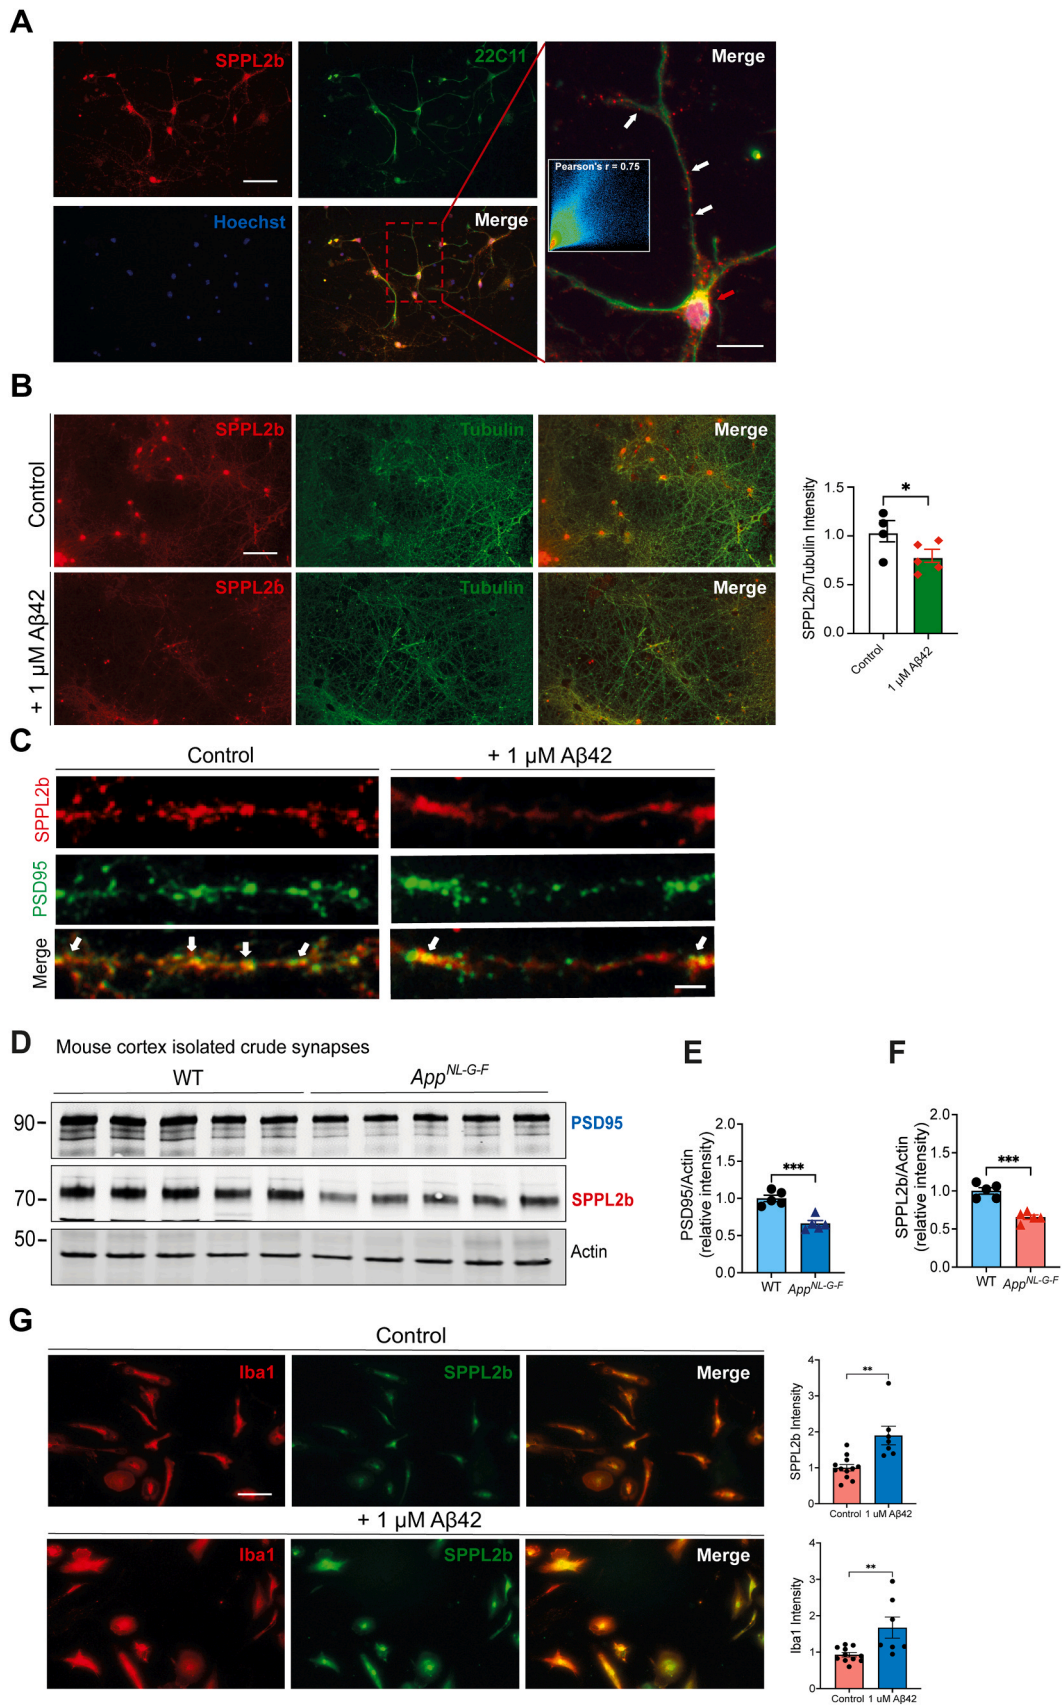 A
SPPL2b
22C11
Merge
Pearson's r = 0.75
Hoechst
Merge
B
Control
SPPL2b
Tubulin
Merge
+ 1 µM Aβ42
SPPL2b
Tubulin
Merge
SPPL2b/Tubulin Intensity
1.5
1.0
0.5
0.0
*
Control
1 µM Aβ42
C
Control
+ 1 µM Aβ42
SPPL2b
PSD95
Merge
D
Mouse cortex isolated crude synapses
WT
App^NL-G-F
90
PSD95
70
SPPL2b
50
Actin
E
PSD95/Actin
(relative intensity)
2.0
1.5
1.0
0.5
0.0
***
WT
App^NL-G-F
F
SPPL2b/Actin
(relative intensity)
2.0
1.5
1.0
0.5
0.0
***
WT
App^NL-G-F
G
Control
Iba1
SPPL2b
Merge
SPPL2b Intensity
4
3
2
1
0
**
Control
1 uM Aβ42
+ 1 µM Aβ42
Iba1
SPPL2b
Merge
Iba1 Intensity
4
3
2
1
0
**
Control
1 uM Aβ42